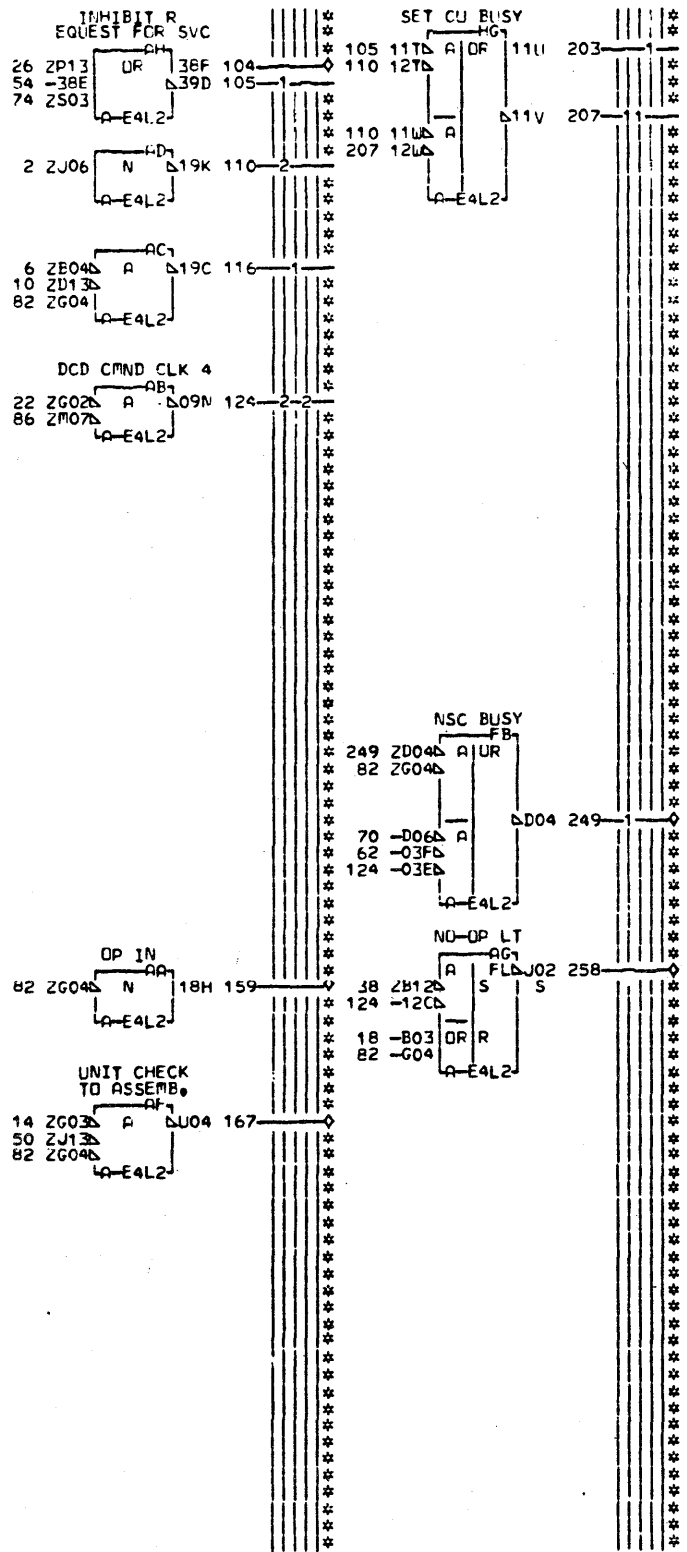 INHIBIT R
EQUEST FOR SVC
AH
26 ZP13 OR 38F 104
54 -38E 39D 105 1
74 ZS03
A-E4L2
AD
2 ZJ06 N 19K 110 2
A-E4L2
AC
6 ZB04 A 19C 116 1
10 ZD13
82 ZG04
A-E4L2
DCD CMND CLK 4
AB
22 ZG02 A 09N 124 2 2
86 ZM07
A-E4L2
OP IN
AA
82 ZG04 N 18H 159
A-E4L2
UNIT CHECK
TO ASSEMB.
AF
14 ZG03 A U04 167
50 ZJ13
82 ZG04
A-E4L2
SET CU BUSY
105 11T A OR 11U 203 1
110 12T
11V 207 1 1
110 11W A
207 12W
A-E4L2
NSC BUSY
FB
249 ZD04 A OR
82 ZG04
D04 249 1
70 -D06 A
62 -03F
124 -03E
A-E4L2
NO-OP LT
AG
A FL J02 258
38 ZB12 S S
124 -12C
18 -B03 OR R
82 -G04
A-E4L2